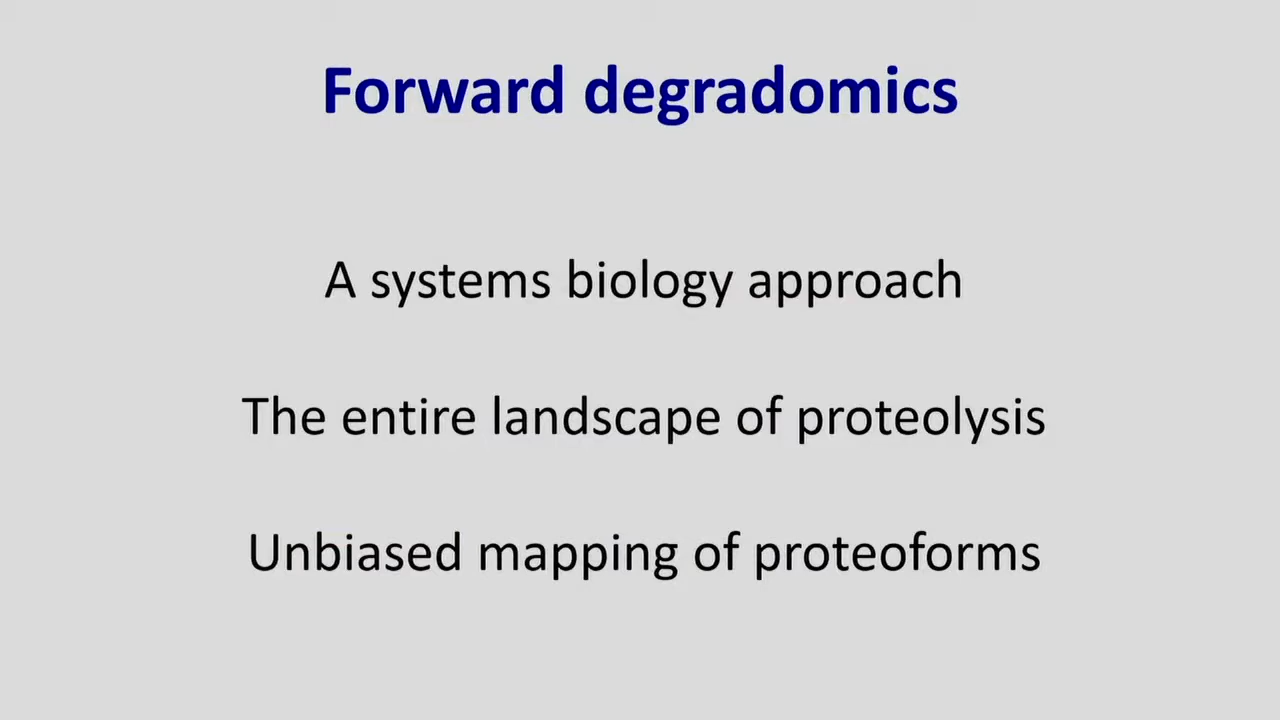 Forward degradomics
A systems biology approach
The entire landscape of proteolysis
Unbiased mapping of proteoforms